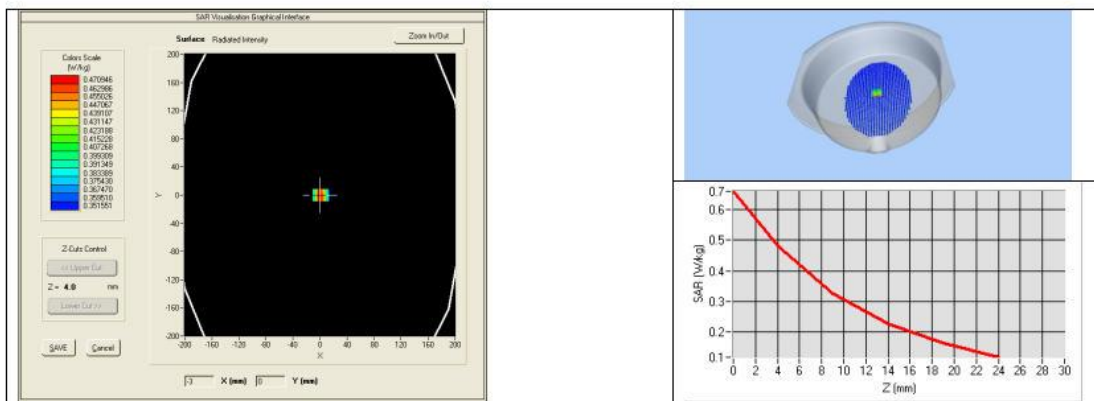 SAR Visualisation Graphical Interface
Surface Radiated Intensity
Zoom In/Out
Colors Scale
(W/kg)
0.470946
0.462986
0.455026
0.447067
0.439107
0.431147
0.423188
0.415228
0.407268
0.399309
0.391349
0.383389
0.375430
0.367470
0.359510
0.351551
Z-Cuts Control
<< Upper Cut
Z = 4.0 mm
Lower Cut >>
SAVE Cancel
200
160
120
80
40
0
-40
-80
-120
-160
-200
Y
-200 -160 -120 -80 -40 0 40 80 120 160 200
X
-3 X (mm) 0 Y (mm)
SAR (W/kg)
0.7
0.6
0.5
0.4
0.3
0.2
0.1
0 2 4 6 8 10 12 14 16 18 20 22 24 26 28 30
Z (mm)